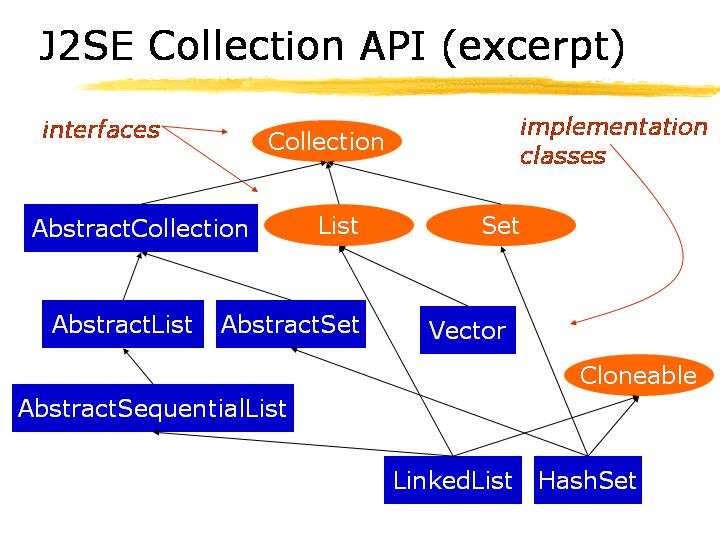 J2SE Collection API (excerpt)
interfaces
implementation
classes
Collection
AbstractCollection
List
Set
AbstractList
AbstractSet
Vector
Cloneable
AbstractSequentialList
LinkedList
HashSet